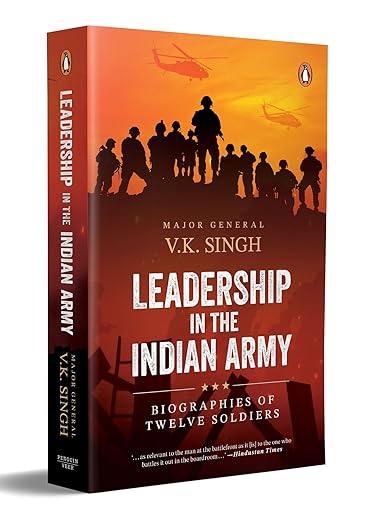 MAJOR GENERAL
V.K. SINGH
LEADERSHIP
IN THE
INDIAN ARMY
BIOGRAPHIES OF
TWELVE SOLDIERS
'... as relevant to the man at the battlefront as it [is] to the one who
battles it out in the boardroom...'—Hindustan Times
LEADERSHIP IN THE INDIAN ARMY
MAJOR GENERAL
V.K. SINGH
PENGUIN
VEER